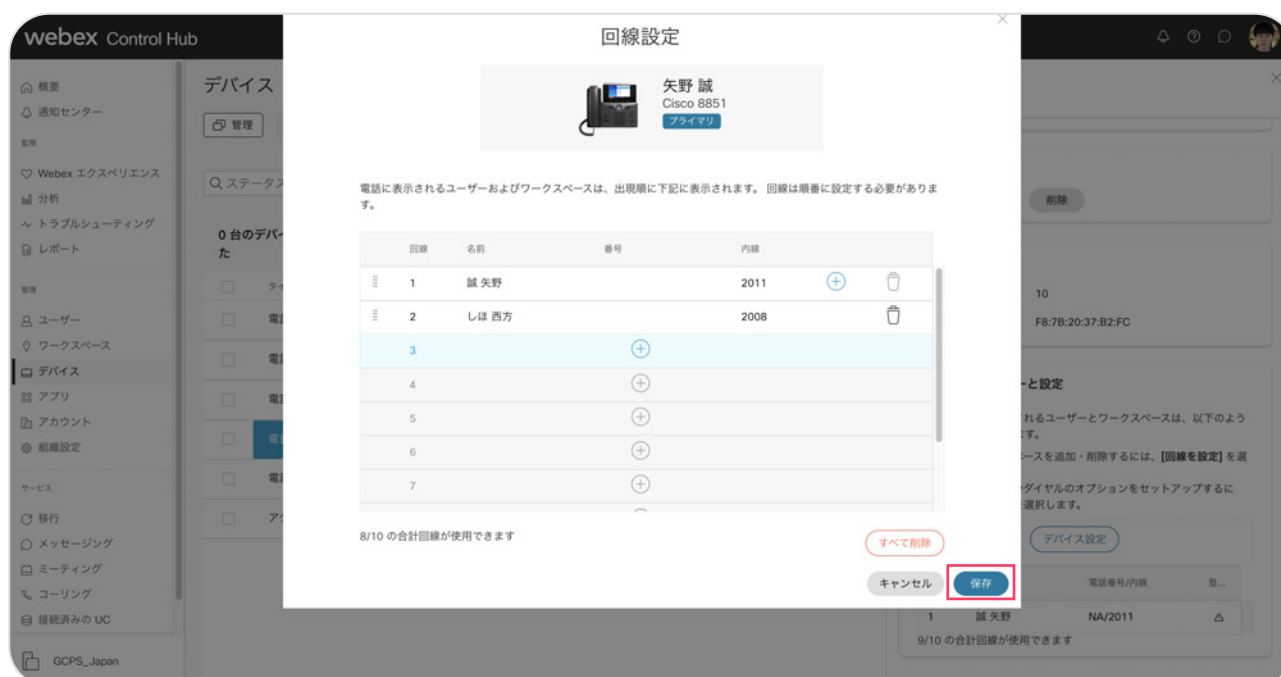 webex Control Hub
概要
通知センター
監視
Webex エクスペリエンス
分析
トラブルシューティング
レポート
管理
ユーザー
ワークスペース
デバイス
アプリ
アカウント
組織設定
サービス
移行
メッセージング
ミーティング
コーリング
接続済みの UC
GCPS_Japan
デバイス
管理
ステータス
0 台のデバイ
た
回線設定
矢野 誠
Cisco 8851
プライマリ
電話に表示されるユーザーおよびワークスペースは、出現順に下記に表示されます。 回線は順番に設定する必要がありま
す。
回線 名前 番号 内線
1 誠 矢野 2011
2 しほ 西方 2008
3
4
5
6
7
8/10 の合計回線が使用できます
すべて削除
キャンセル 保存
削除
10
F8:7B:20:37:B2:FC
と設定
れるユーザーとワークスペースは、以下のよう
す。
ースを追加・削除するには、[回線を設定] を選
ダイヤルのオプションをセットアップするに
選択します。
デバイス設定
電話番号/内線 登...
1 誠 矢野 NA/2011
9/10 の合計回線が使用できます